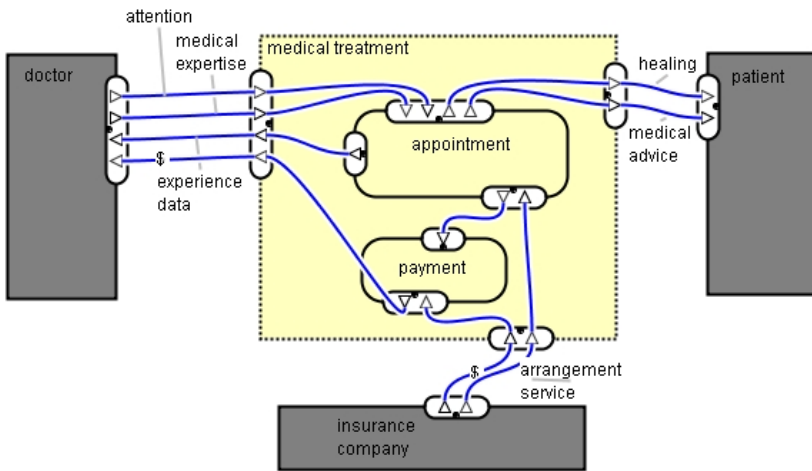 attention
medical
expertise
medical treatment
healing
doctor
patient
appointment
medical
advice
$
experience
data
payment
$
arrangement
service
insurance
company